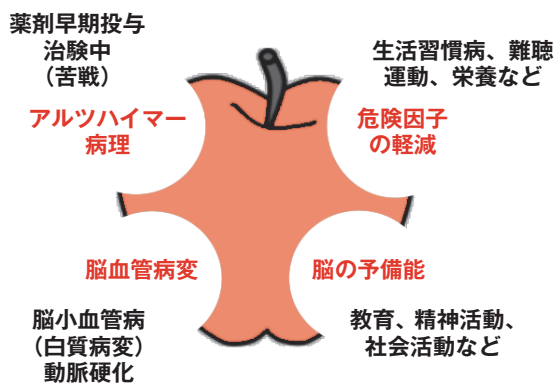 薬剤早期投与
治験中
（苦戦）
アルツハイマー
病理
生活習慣病、難聴
運動、栄養など
危険因子
の軽減
脳血管病変
脳小血管病
（白質病変）
動脈硬化
脳の予備能
教育、精神活動、
社会活動など